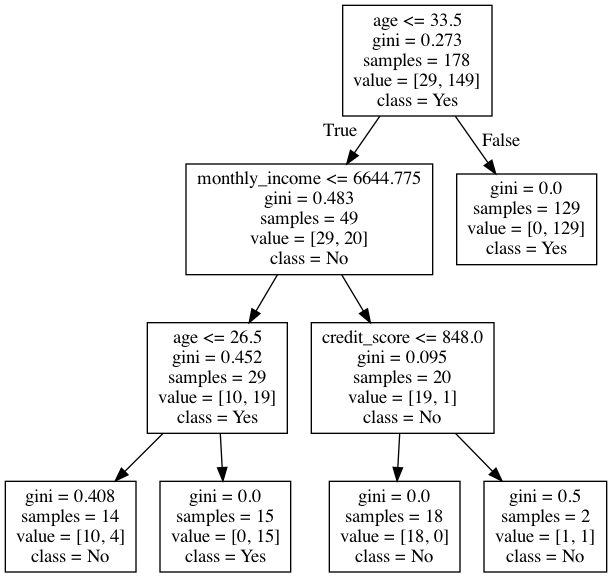 age <= 33.5
gini = 0.273
samples = 178
value = [29, 149]
class = Yes
True
False
monthly_income <= 6644.775
gini = 0.483
samples = 49
value = [29, 20]
class = No
gini = 0.0
samples = 129
value = [0, 129]
class = Yes
age <= 26.5
gini = 0.452
samples = 29
value = [10, 19]
class = Yes
credit_score <= 848.0
gini = 0.095
samples = 20
value = [19, 1]
class = No
gini = 0.408
samples = 14
value = [10, 4]
class = No
gini = 0.0
samples = 15
value = [0, 15]
class = Yes
gini = 0.0
samples = 18
value = [18, 0]
class = No
gini = 0.5
samples = 2
value = [1, 1]
class = No